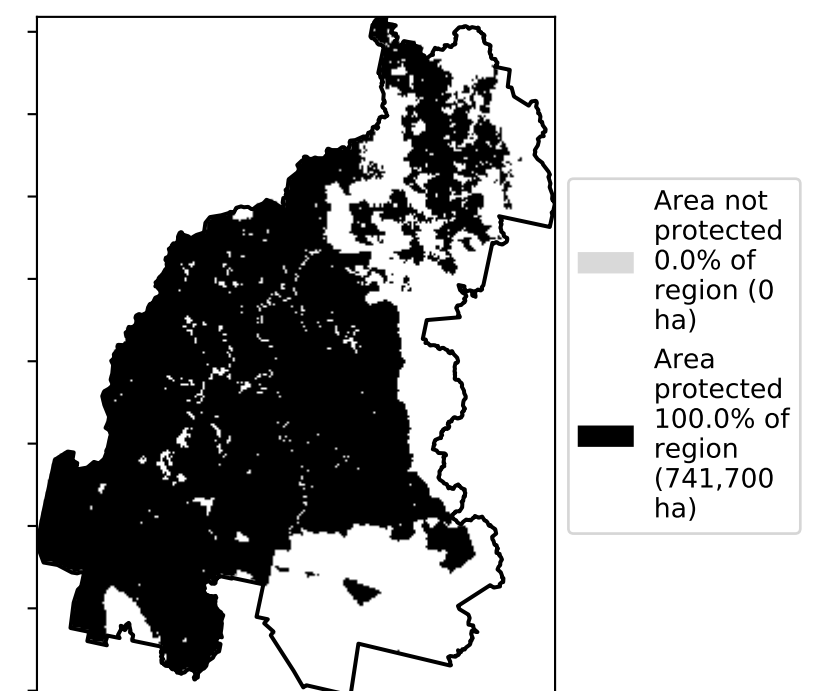 Area not
protected
0.0% of
region (0
ha)
Area
protected
100.0% of
region
(741,700
ha)